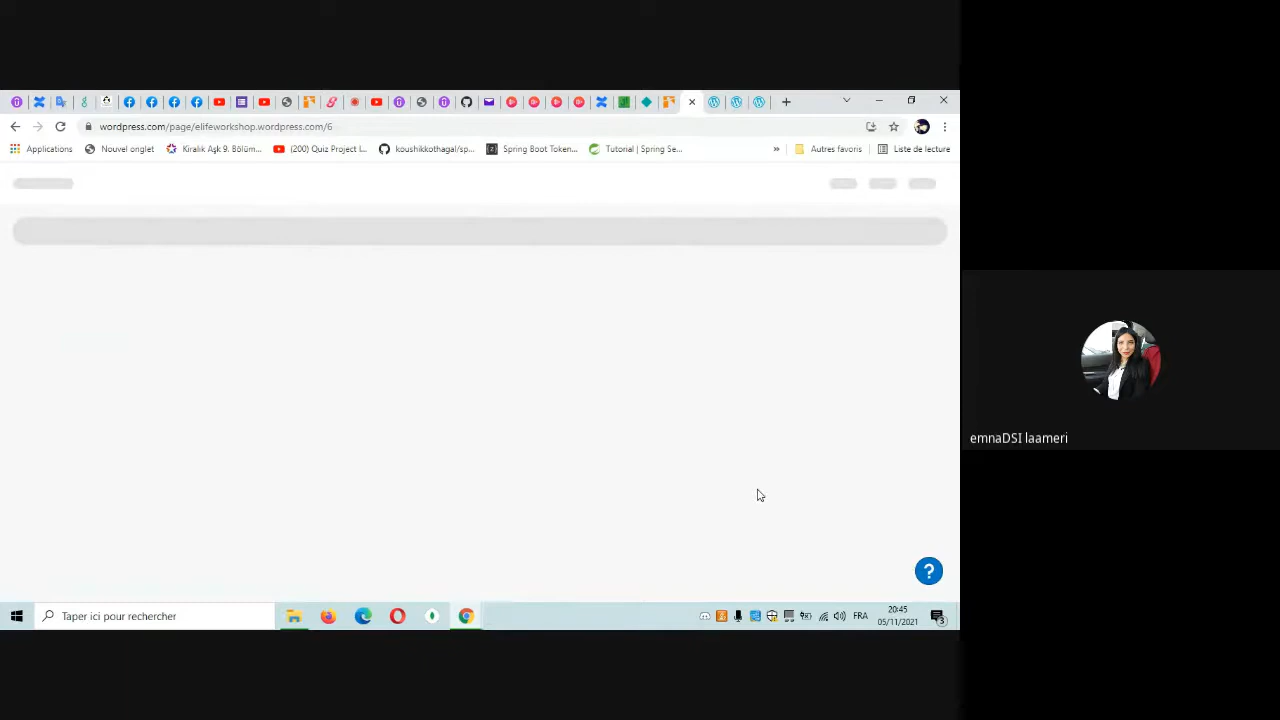 wordpress.com/page/elifeworkshop.wordpress.com/6
Applications
Nouvel onglet
Kiralık Aşk 9. Bölüm...
(200) Quiz Project I...
koushikkothagal/sp...
Spring Boot Token...
Tutorial | Spring Se...
»
Autres favoris
Liste de lecture
emnaDSI laameri
?
Taper ici pour rechercher
FRA
20:45
05/11/2021
3